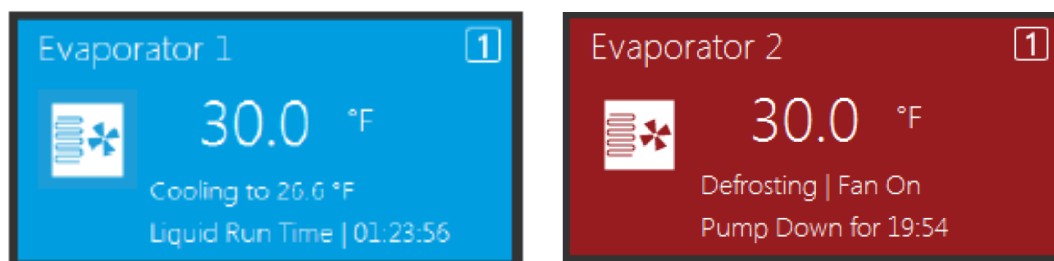 Evaporator 1
1
30.0 °F
Cooling to 26.6 °F
Liquid Run Time | 01:23:56
Evaporator 2
1
30.0 °F
Defrosting | Fan On
Pump Down for 19:54